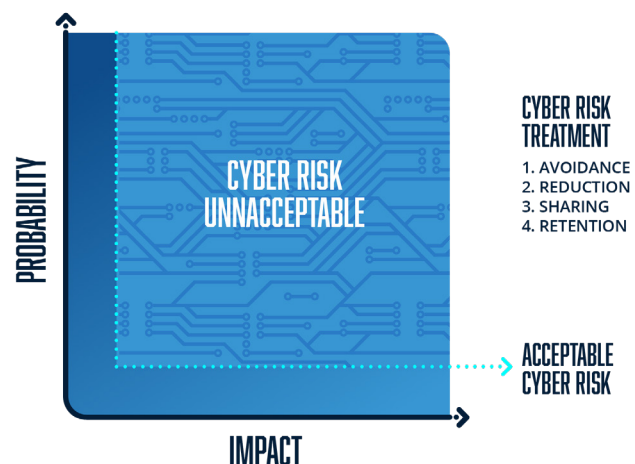 PROBABILITY
CYBER RISK
UNNACCEPTABLE
CYBER RISK
TREATMENT
1. AVOIDANCE
2. REDUCTION
3. SHARING
4. RETENTION
ACCEPTABLE
CYBER RISK
IMPACT